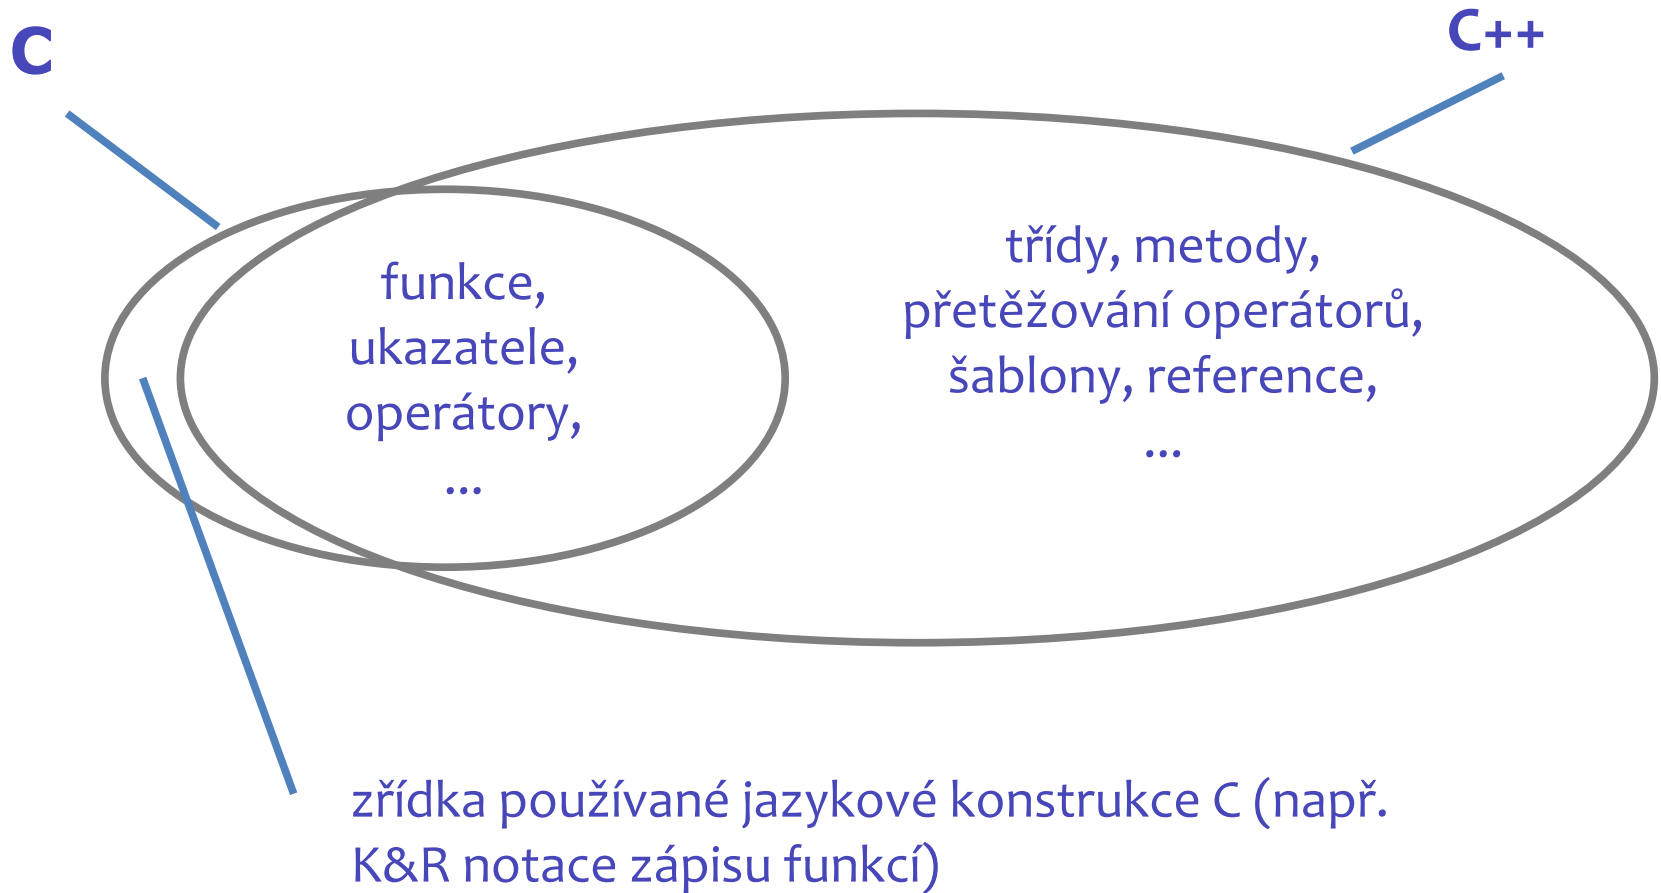 C
C++
funkce,
ukazatele,
operátory,
...
třídy, metody,
přetěžování operátorů,
šablony, reference,
...
zřídka používané jazykové konstrukce C (např.
K&R notace zápisu funkcí)